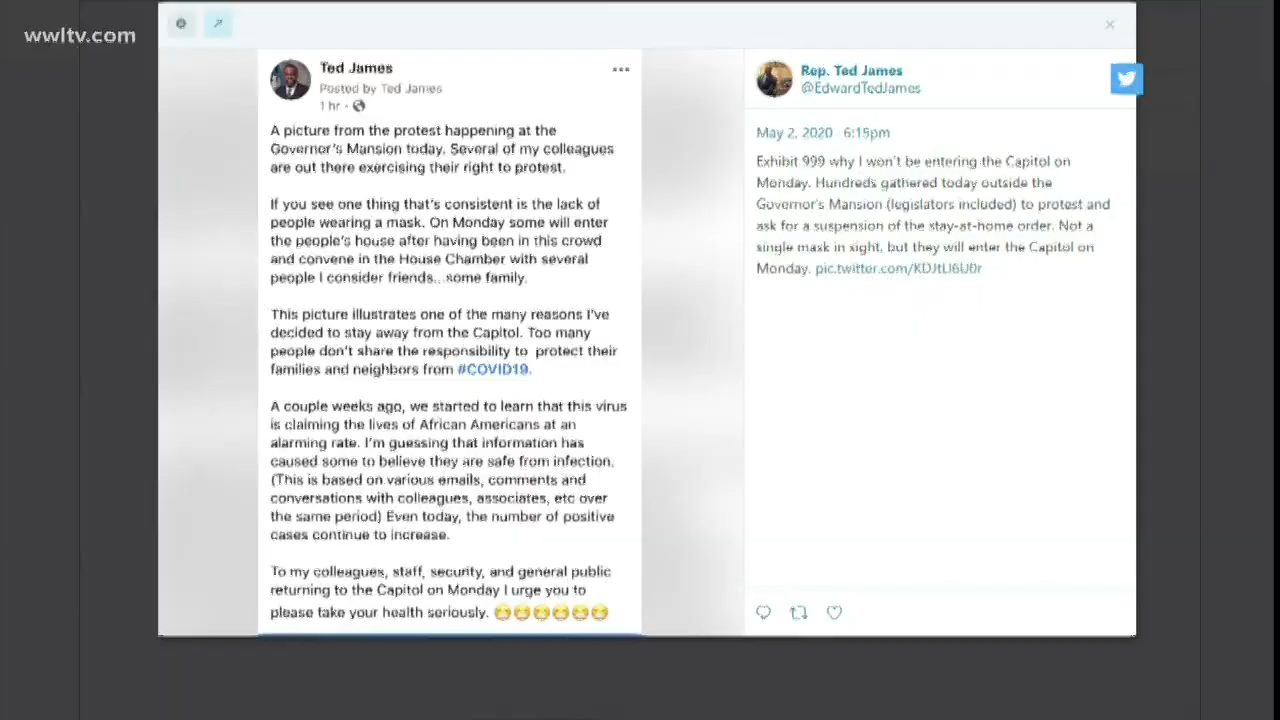 wwltv.com
Ted James
Posted by Ted James
1 hr ·
A picture from the protest happening at the
Governor's Mansion today. Several of my colleagues
are out there exercising their right to protest.
If you see one thing that's consistent is the lack of
people wearing a mask. On Monday some will enter
the people's house after having been in this crowd
and convene in the House Chamber with several
people I consider friends...some family.
This picture illustrates one of the many reasons I've
decided to stay away from the Capitol. Too many
people don't share the responsibility to protect their
families and neighbors from #COVID19.
A couple weeks ago, we started to learn that this virus
is claiming the lives of African Americans at an
alarming rate. I'm guessing that information has
caused some to believe they are safe from infection.
(This is based on various emails, comments and
conversations with colleagues, associates, etc over
the same period) Even today, the number of positive
cases continue to increase.
To my colleagues, staff, security, and general public
returning to the Capitol on Monday I urge you to
please take your health seriously. 😷😷😷😷😷😷
Rep. Ted James
@EdwardTedJames
May 2, 2020 · 6:15pm
Exhibit 999 why I won't be entering the Capitol on
Monday. Hundreds gathered today outside the
Governor's Mansion (legislators included) to protest and
ask for a suspension of the stay-at-home order. Not a
single mask in sight, but they will enter the Capitol on
Monday.